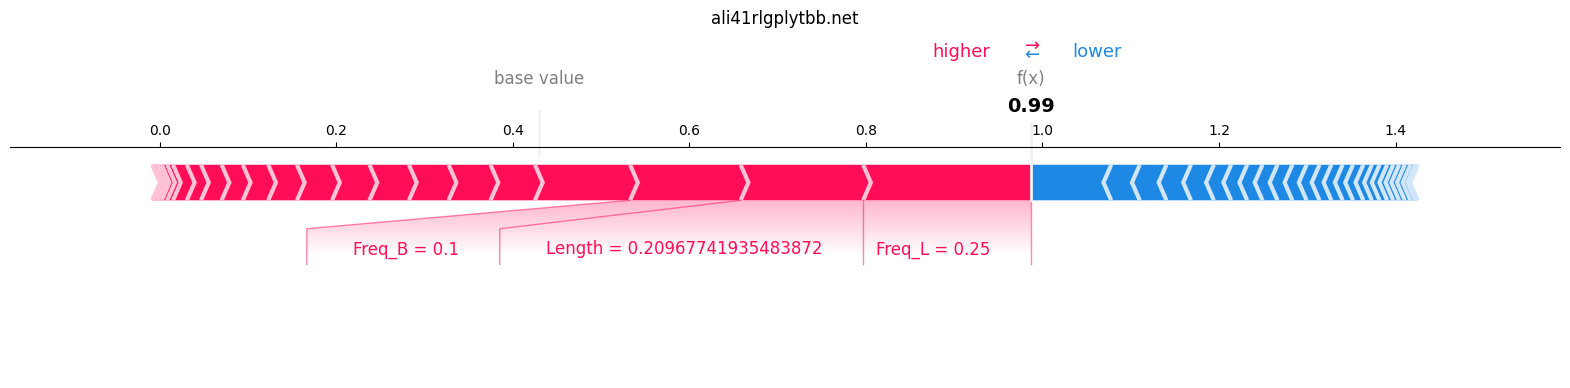 ali41rlgplytbb.net
higher → ← lower
base value f(x)
0.99
0.0 0.2 0.4 0.6 0.8 1.0 1.2 1.4
Freq_B = 0.1 Length = 0.20967741935483872 Freq_L = 0.25